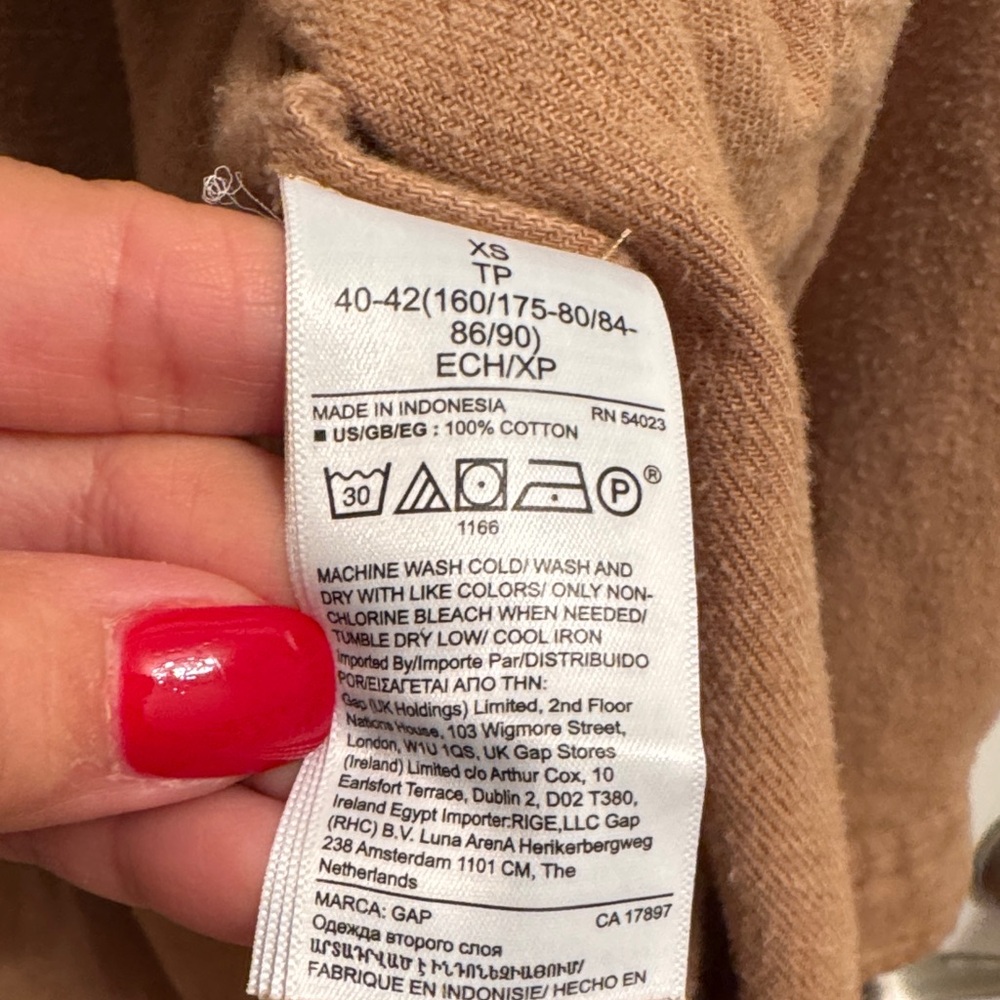 XS
TP
40-42(160/175-80/84-
86/90)
ECH/XP
MADE IN INDONESIA RN 54023
■ US/GB/EG : 100% COTTON
30 P ®
1166
MACHINE WASH COLD/ WASH AND
DRY WITH LIKE COLORS/ ONLY NON-
CHLORINE BLEACH WHEN NEEDED/
TUMBLE DRY LOW/ COOL IRON
Imported By/Importe Par/DISTRIBUIDO
POR/ΕΙΣΑΓΕΤΑΙ ΑΠΟ ΤΗΝ:
Gap (UK Holdings) Limited, 2nd Floor
Nations House, 103 Wigmore Street,
London, W1U 1QS, UK Gap Stores
(Ireland) Limited c/o Arthur Cox, 10
Earlsfort Terrace, Dublin 2, D02 T380,
Ireland Egypt Importer:RIGE,LLC Gap
(RHC) B.V. Luna ArenA Herikerbergweg
238 Amsterdam 1101 CM, The
Netherlands
MARCA: GAP CA 17897
Одежда второго слоя
ԱՐՏԱԴՐՎԱԾ Է ԻՆԴՈՆԵԶԻԱՅՈՒՄ/
FABRIQUE EN INDONISIE/ HECHO EN